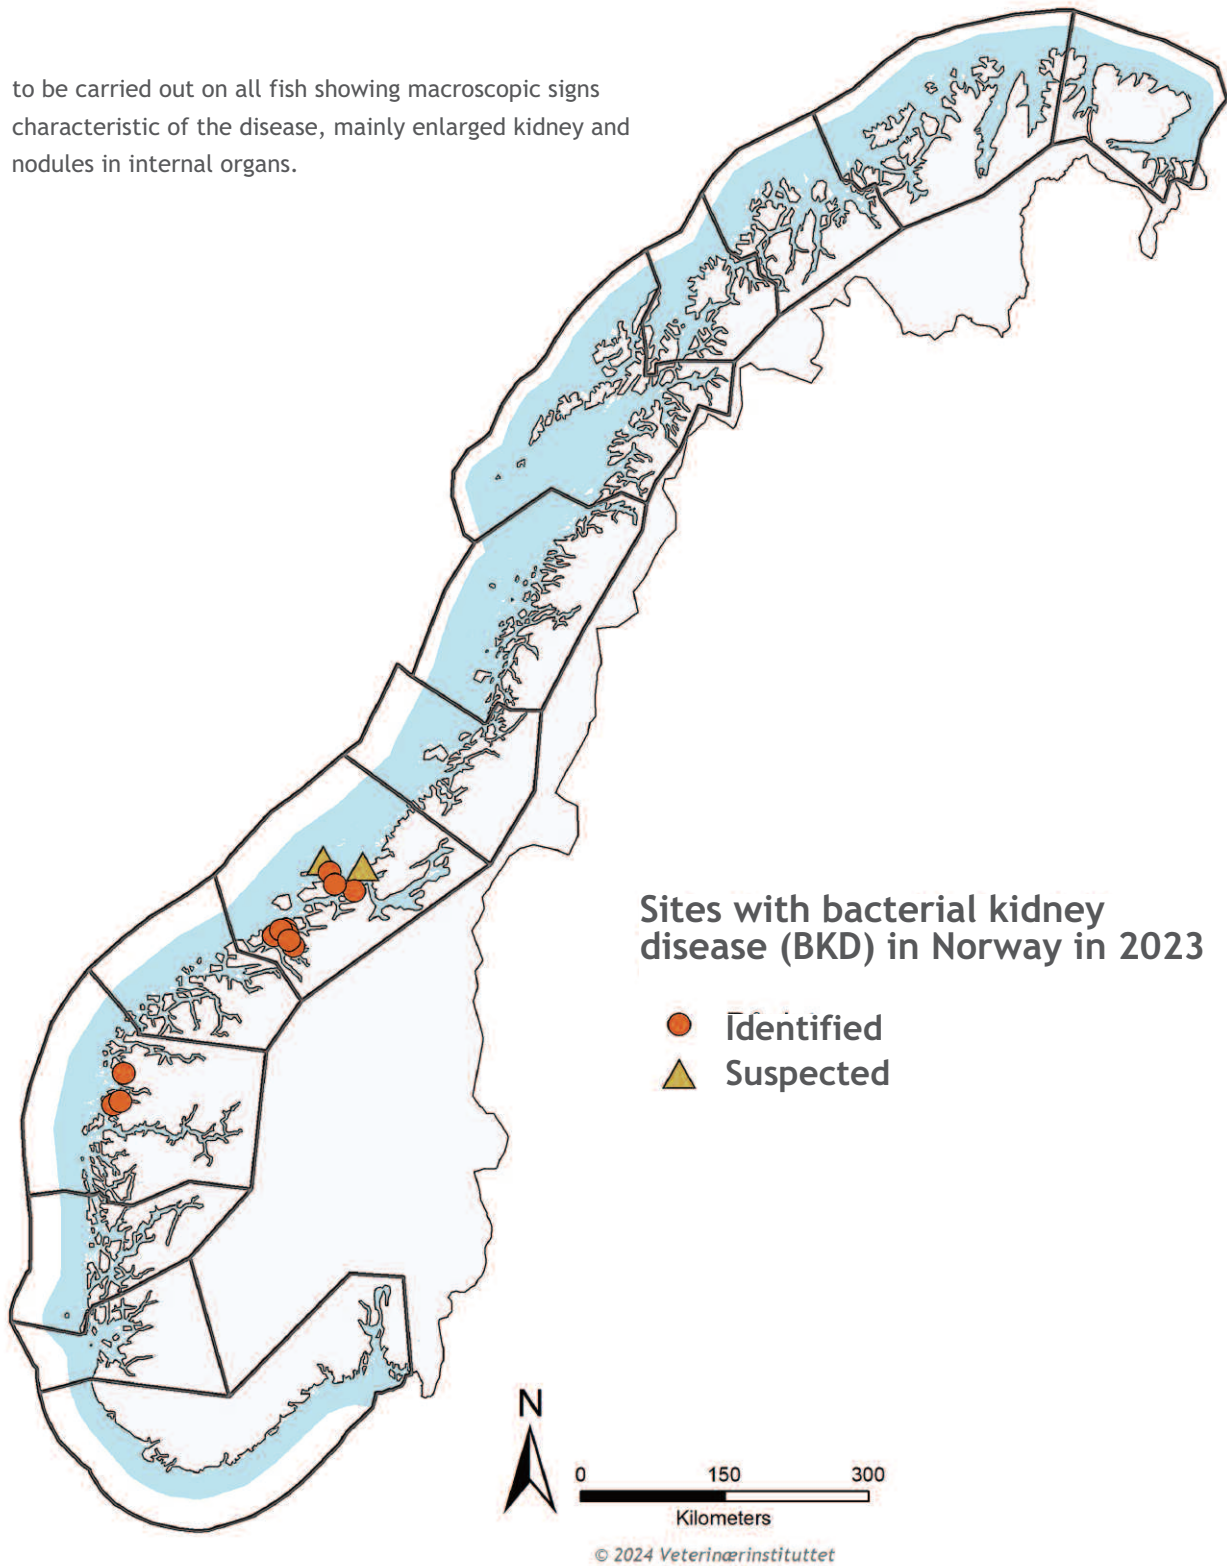 to be carried out on all fish showing macroscopic signs
characteristic of the disease, mainly enlarged kidney and
nodules in internal organs.
Sites with bacterial kidney
disease (BKD) in Norway in 2023
Identified
Suspected
N
0 150 300
Kilometers
© 2024 Veterinærinstituttet